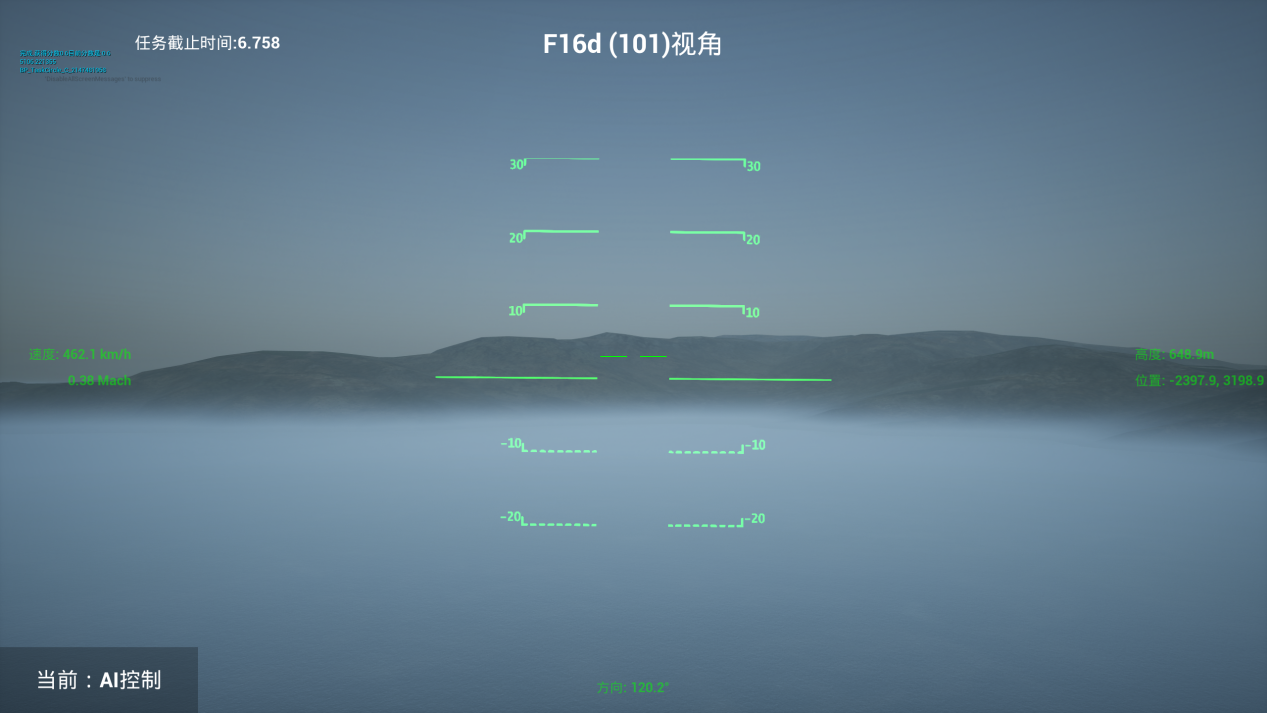 任务截止时间:6.758
F16d (101)视角
30 30
20 20
10 10
速度: 462.1 km/h
高度: 648.9m
0.38 Mach
位置: -2397.9, 3198.9
-10 -10
-20 -20
当前：AI控制
方向: 120.2°